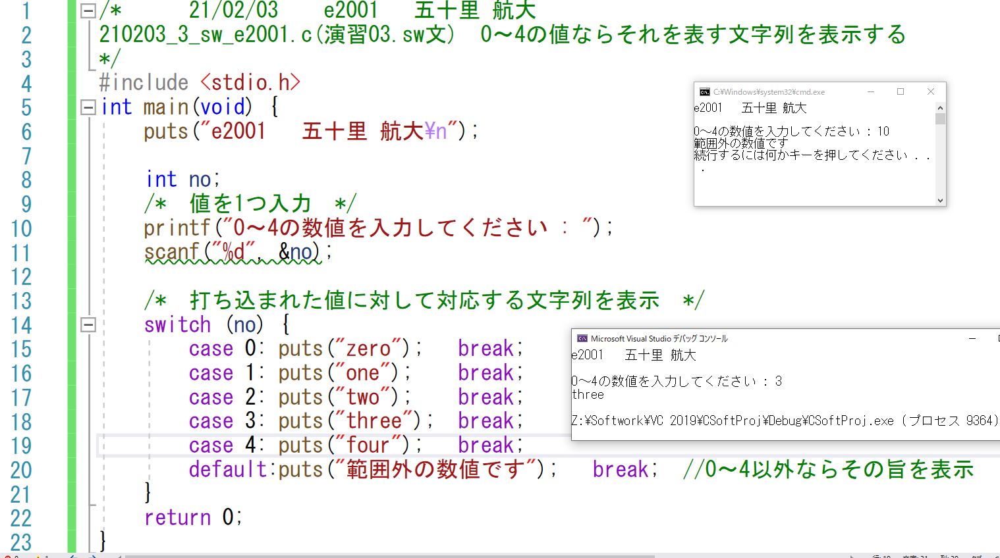 1 /* 21/02/03 e2001 五十里 航大
2 210203_3_sw_e2001.c(演習03.sw文) 0～4の値ならそれを表す文字列を表示する
3 */
4 #include <stdio.h>
5 int main(void) {
6 puts("e2001 五十里 航大¥n");
7
8 int no;
9 /* 値を1つ入力 */
10 printf("0～4の数値を入力してください : ");
11 scanf("%d", &no);
12
13 /* 打ち込まれた値に対して対応する文字列を表示 */
14 switch (no) {
15 case 0: puts("zero"); break;
16 case 1: puts("one"); break;
17 case 2: puts("two"); break;
18 case 3: puts("three"); break;
19 case 4: puts("four"); break;
20 default:puts("範囲外の数値です"); break; //0～4以外ならその旨を表示
21 }
22 return 0;
23 }
C:¥Windows¥system32¥cmd.exe
e2001 五十里 航大
0～4の数値を入力してください : 10
範囲外の数値です
続行するには何かキーを押してください . .
.
Microsoft Visual Studio デバッグ コンソール
e2001 五十里 航大
0～4の数値を入力してください : 3
three
Z:¥Softwork¥VC 2019¥CSoftProj¥Debug¥CSoftProj.exe (プロセス 9364)